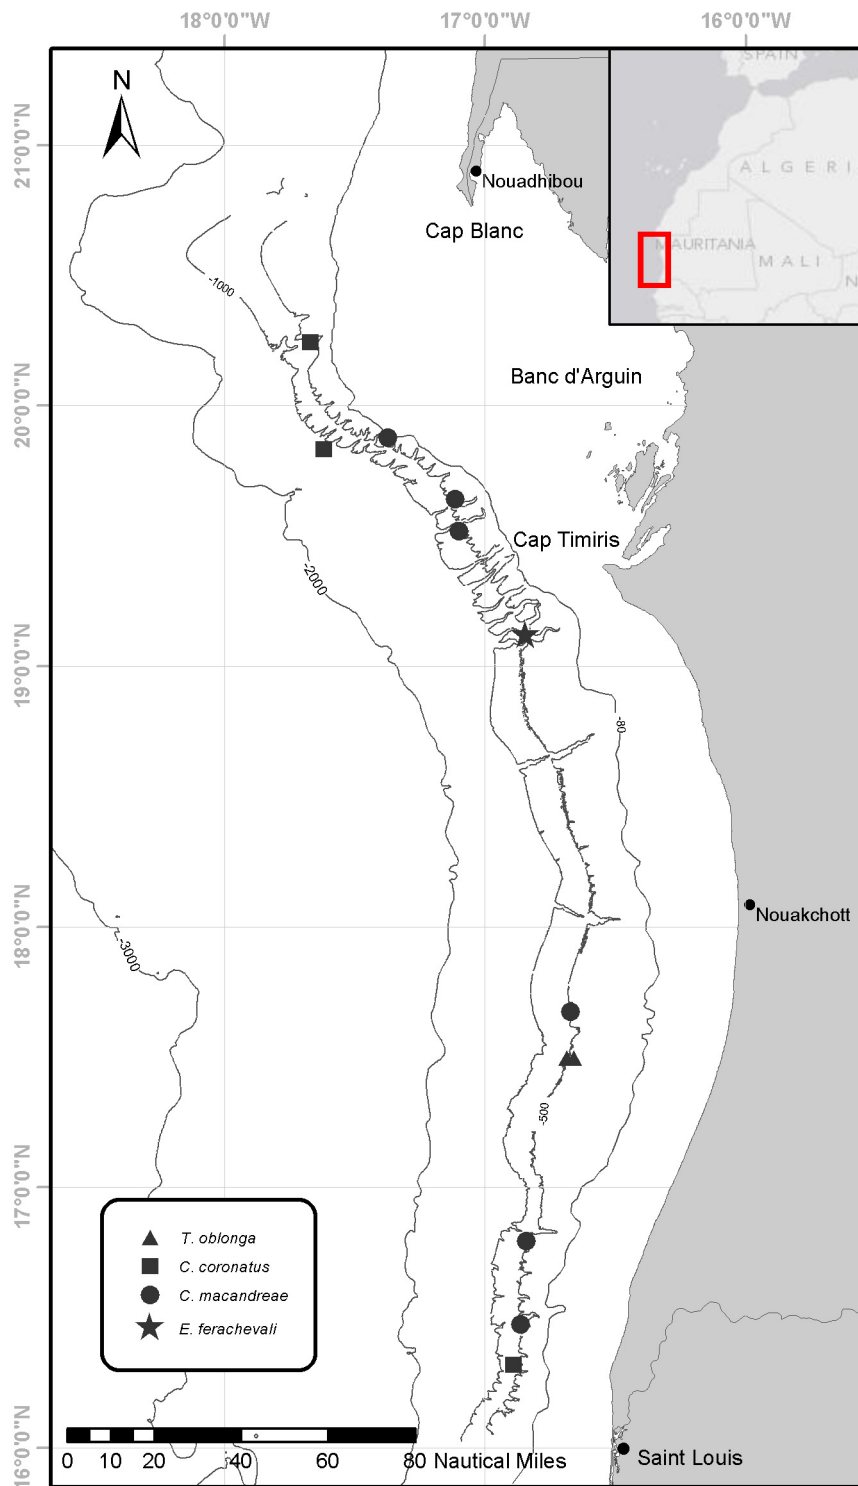 18°0'0"W
17°0'0"W
16°0'0"W
N
SPAIN
ALGERI
MAURITANIA
MALI
N
21°0'0"N
Nouadhibou
Cap Blanc
-1000
Banc d'Arguin
20°0'0"N
Cap Timiris
-2000
19°0'0"N
-80
Nouakchott
18°0'0"N
-3000
-500
17°0'0"N
T. oblonga
C. coronatus
C. macandreae
E. ferachevali
16°0'0"N
0 10 20 40 60 80 Nautical Miles
Saint Louis